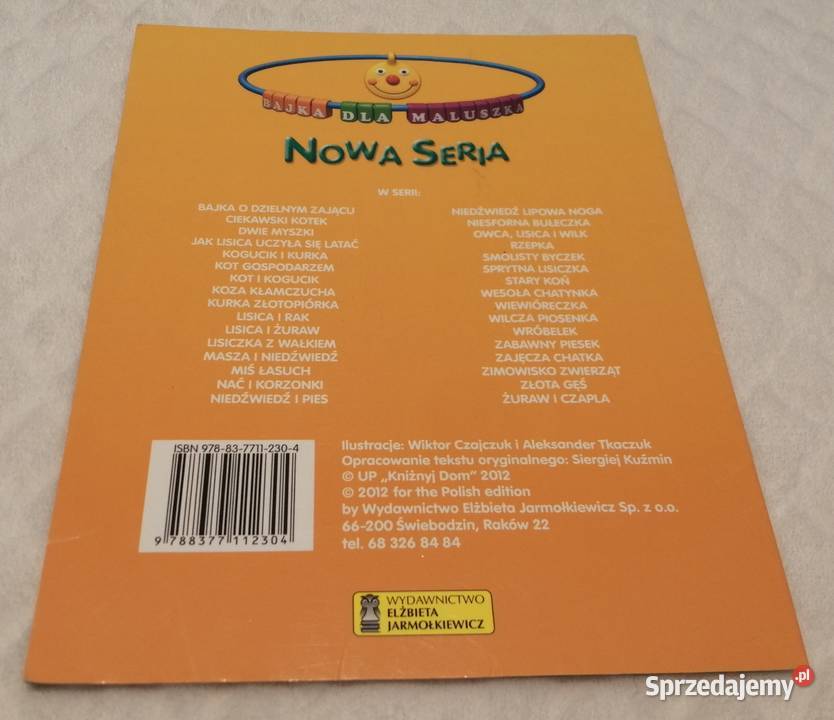 BAJKA DLA MALUSZKA
NOWA SERIA
W SERII:
BAJKA O DZIELNYM ZAJĄCU
CIEKAWSKI KOTEK
DWIE MYSZKI
JAK LISICA UCZYŁA SIĘ LATAĆ
KOGUCIK I KURKA
KOT GOSPODARZEM
KOT I KOGUCIK
KOZA KŁAMCZUCHA
KURKA ZŁOTOPIÓRKA
LISICA I RAK
LISICA I ŻURAW
LISICZKA Z WAŁKIEM
MASZA I NIEDŹWIEDŹ
MIŚ ŁASUCH
NAĆ I KORZONKI
NIEDŹWIEDŹ I PIES
NIEDŹWIEDŹ LIPOWA NOGA
NIESFORNA BUŁECZKA
OWCA, LISICA I WILK
RZEPKA
SMOLISTY BYCZEK
SPRYTNA LISICZKA
STARY KOŃ
WESOŁA CHATYNKA
WIEWIÓRECZKA
WILCZA PIOSENKA
WRÓBELEK
ZABAWNY PIESEK
ZAJĘCZA CHATKA
ZIMOWISKO ZWIERZĄT
ZŁOTA GĘŚ
ŻURAW I CZAPLA
ISBN 978-83-7711-230-4
9 788377 112304
Ilustracje: Wiktor Czajczuk i Aleksander Tkaczuk
Opracowanie tekstu oryginalnego: Siergiej Kuźmin
© UP „Kniżnyj Dom” 2012
© 2012 for the Polish edition
by Wydawnictwo Elżbieta Jarmołkiewicz Sp. z o.o.
66-200 Świebodzin, Raków 22
tel. 68 326 84 84
WYDAWNICTWO
ELŻBIETA
JARMOŁKIEWICZ
Sprzedajemy.pl